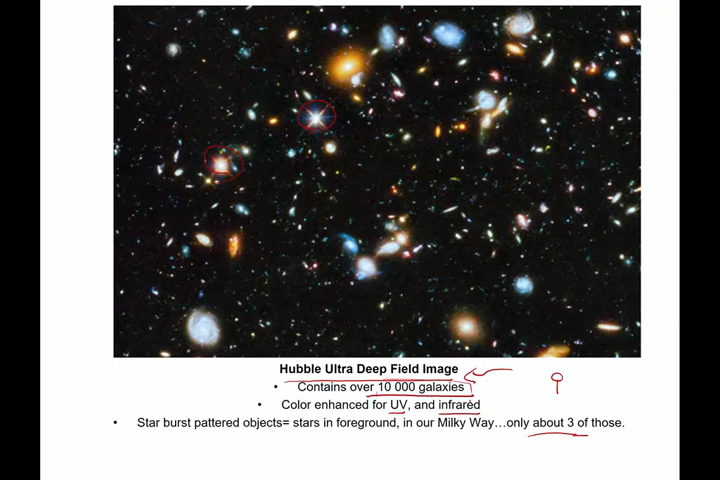 Hubble Ultra Deep Field Image
• Contains over 10 000 galaxies
• Color enhanced for UV, and infrared
• Star burst pattered objects= stars in foreground, in our Milky Way…only about 3 of those.